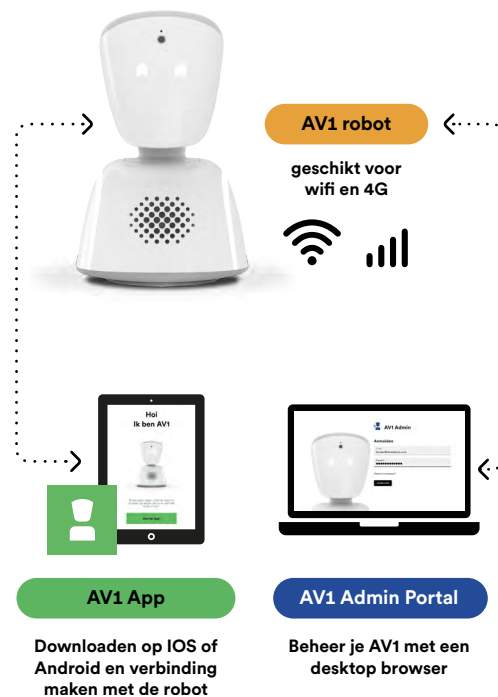 AV1 robot
geschikt voor
wifi en 4G
Hoi
Ik ben AV1
AV1 Admin
Aanmelden
AV1 App
Downloaden op IOS of
Android en verbinding
maken met de robot
AV1 Admin Portal
Beheer je AV1 met een
desktop browser